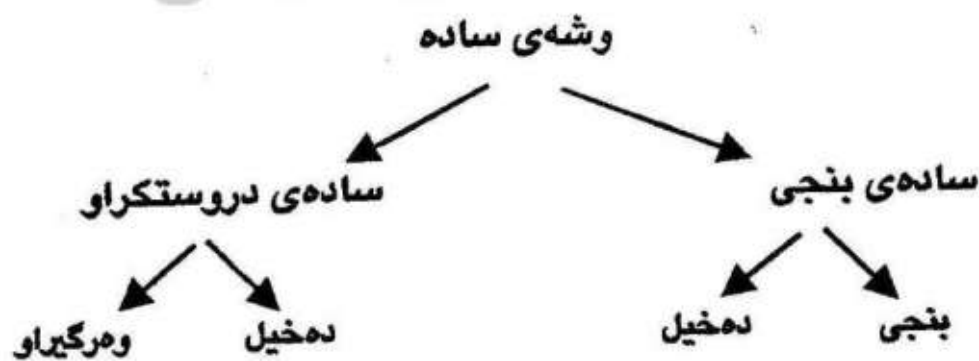 وشەی سادە
سادەی بنجی
سادەی دروستکراو
بنجی
دەخیل
دەخیل
وەرگیراو